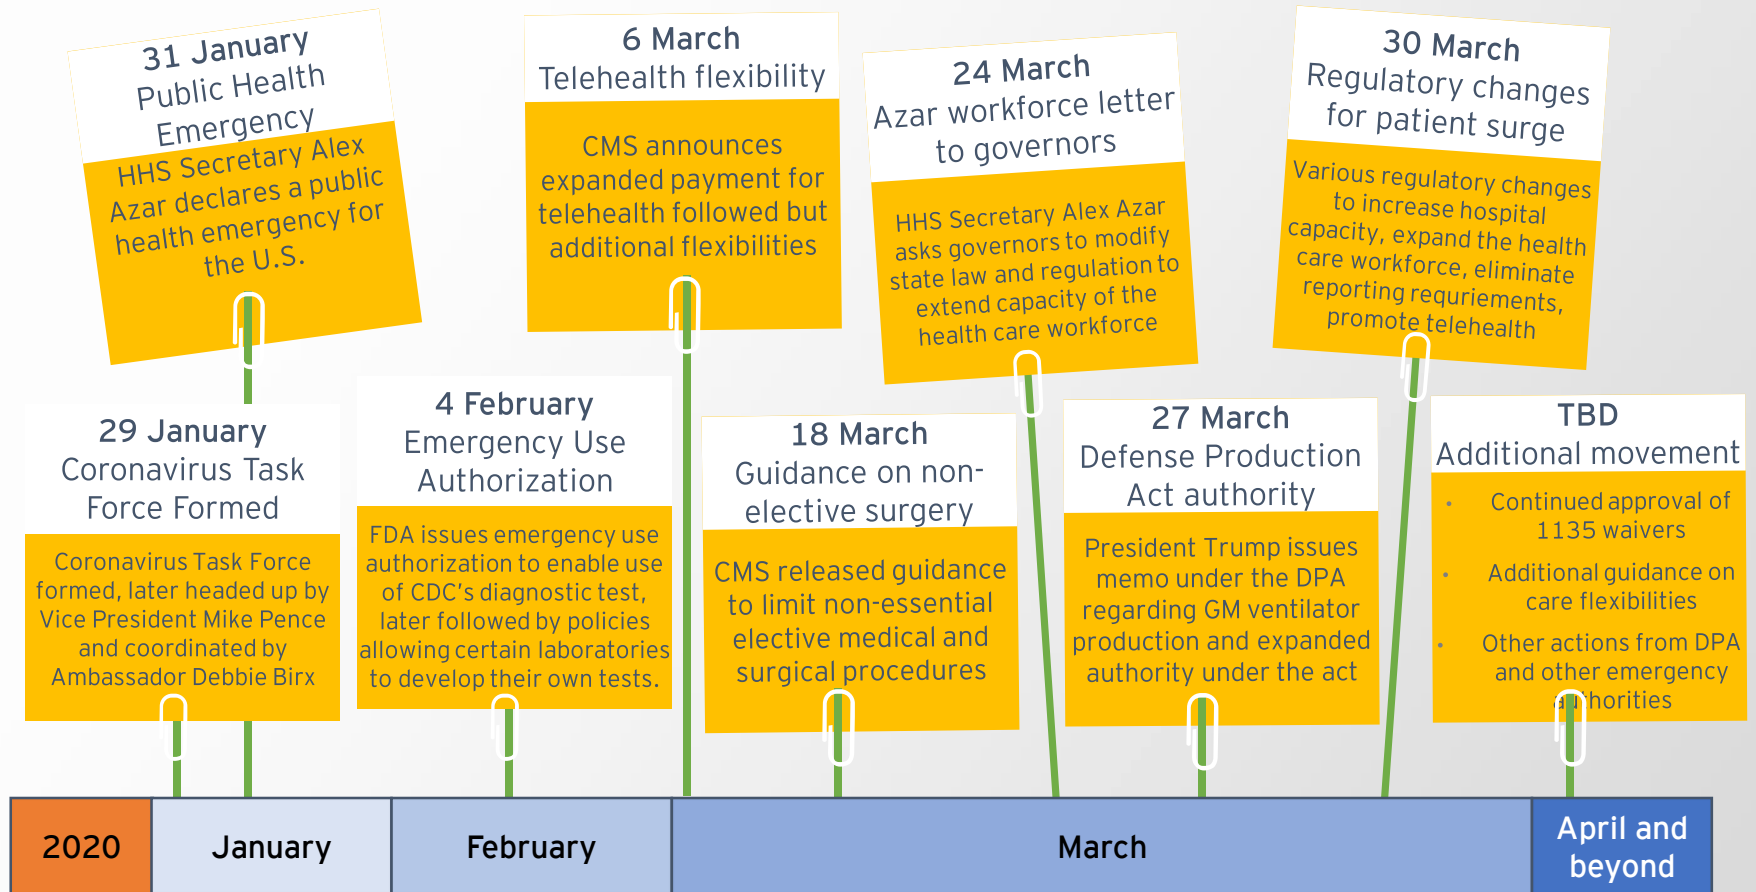 31 January
Public Health
Emergency
HHS Secretary Alex
Azar declares a public
health emergency for
the U.S.
6 March
Telehealth flexibility
CMS announces
expanded payment for
telehealth followed but
additional flexibilities
24 March
Azar workforce letter
to governors
HHS Secretary Alex Azar
asks governors to modify
state law and regulation to
extend capacity of the
health care workforce
30 March
Regulatory changes
for patient surge
Various regulatory changes
to increase hospital
capacity, expand the health
care workforce, eliminate
reporting requriements,
promote telehealth
29 January
Coronavirus Task
Force Formed
Coronavirus Task Force
formed, later headed up by
Vice President Mike Pence
and coordinated by
Ambassador Debbie Birx
4 February
Emergency Use
Authorization
FDA issues emergency use
authorization to enable use
of CDC’s diagnostic test,
later followed by policies
allowing certain laboratories
to develop their own tests.
18 March
Guidance on non-
elective surgery
CMS released guidance
to limit non-essential
elective medical and
surgical procedures
27 March
Defense Production
Act authority
President Trump issues
memo under the DPA
regarding GM ventilator
production and expanded
authority under the act
TBD
Additional movement
• Continued approval of
1135 waivers
• Additional guidance on
care flexibilities
• Other actions from DPA
and other emergency
authorities
2020
January
February
March
April and
beyond